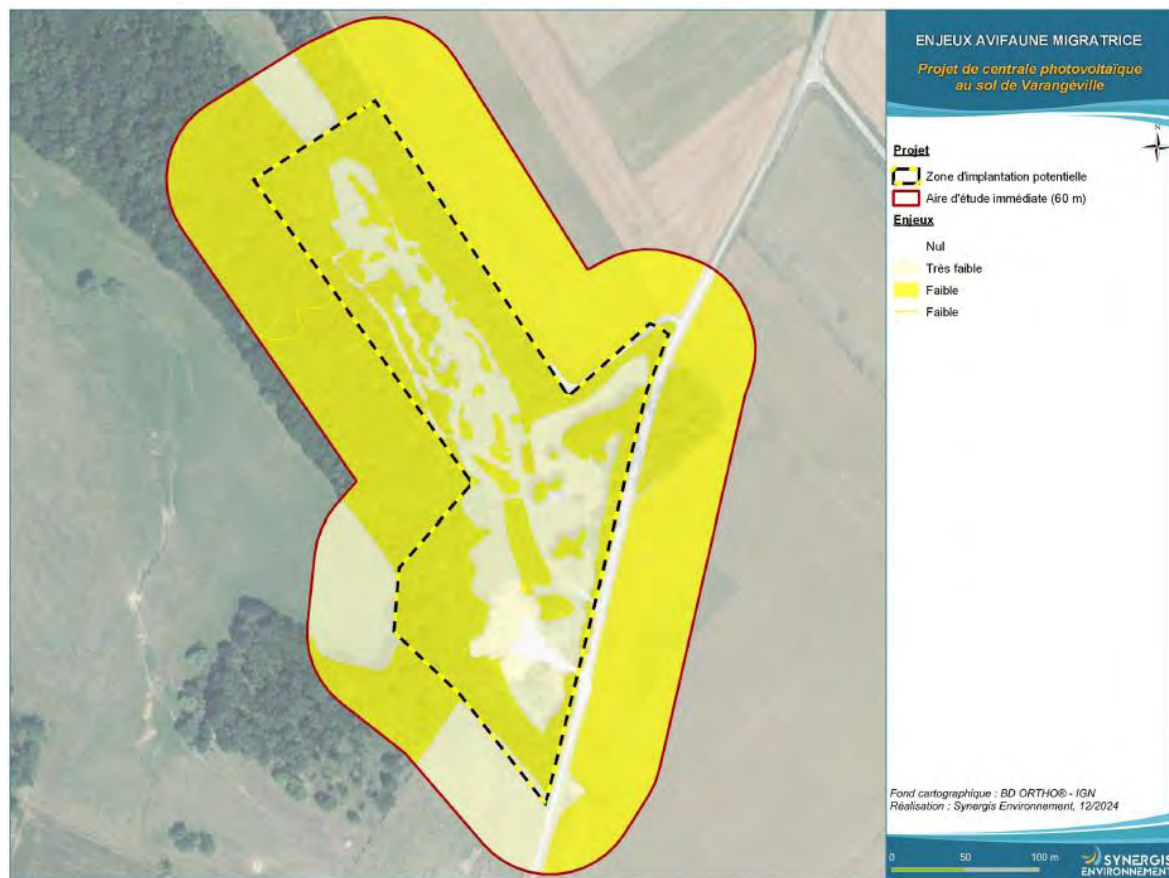 ENJEUX AVIFAUNE MIGRATRICE
Projet de centrale photovoltaïque
au sol de Varangéville
N
Projet
Zone d'implantation potentielle
Aire d'étude immédiate (60 m)
Enjeux
Nul
Très faible
Faible
Faible
Fond cartographique : BD ORTHO® - IGN
Réalisation : Synergis Environnement, 12/2024
0 50 100 m
SYNERGIS
ENVIRONNEMENT